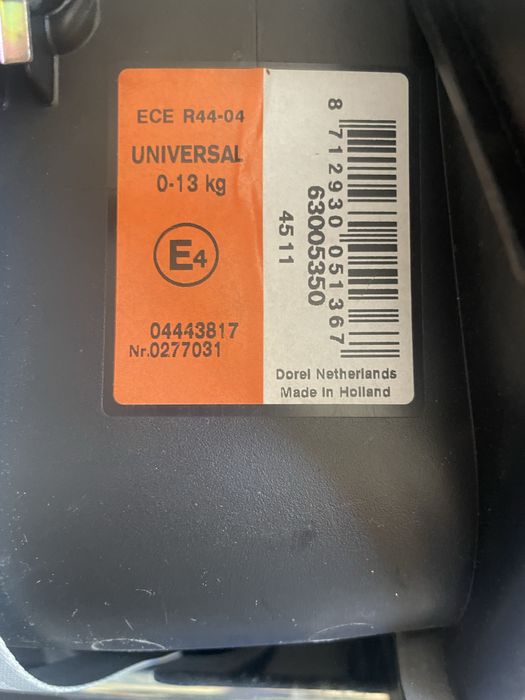 ECE R44-04
UNIVERSAL
0-13 kg
E4
04443817
Nr.0277031
8 712930 051367
63005350
4511
Dorel Netherlands
Made in Holland